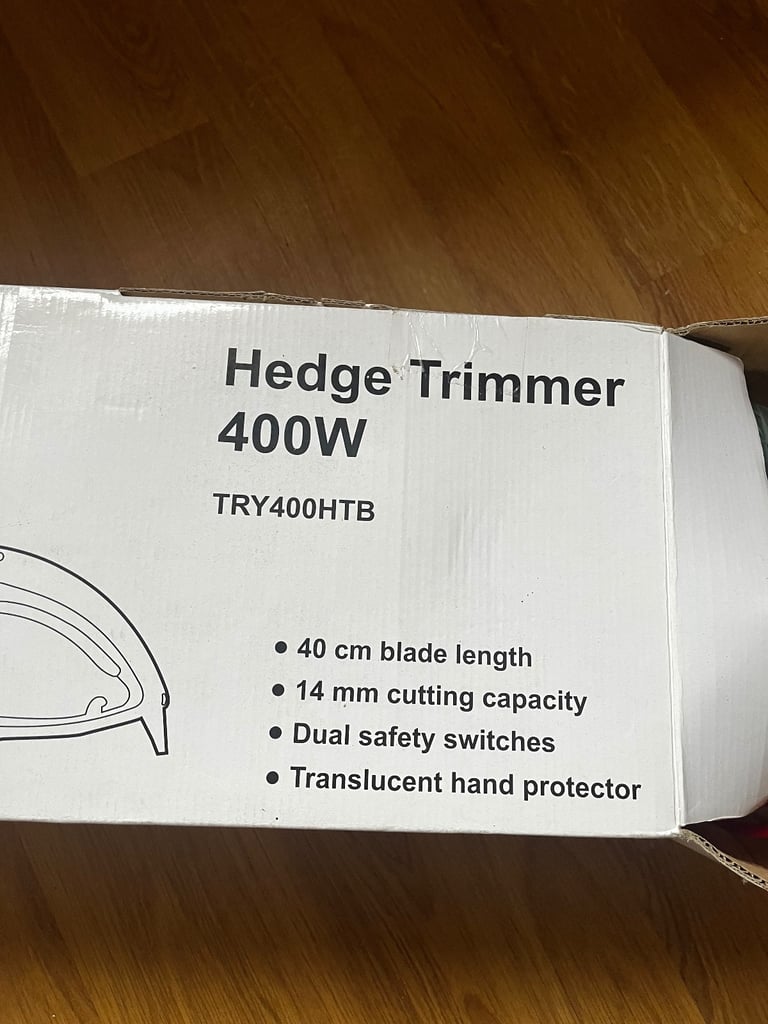 Hedge Trimmer
400W
TRY400HTB
• 40 cm blade length
• 14 mm cutting capacity
• Dual safety switches
• Translucent hand protector